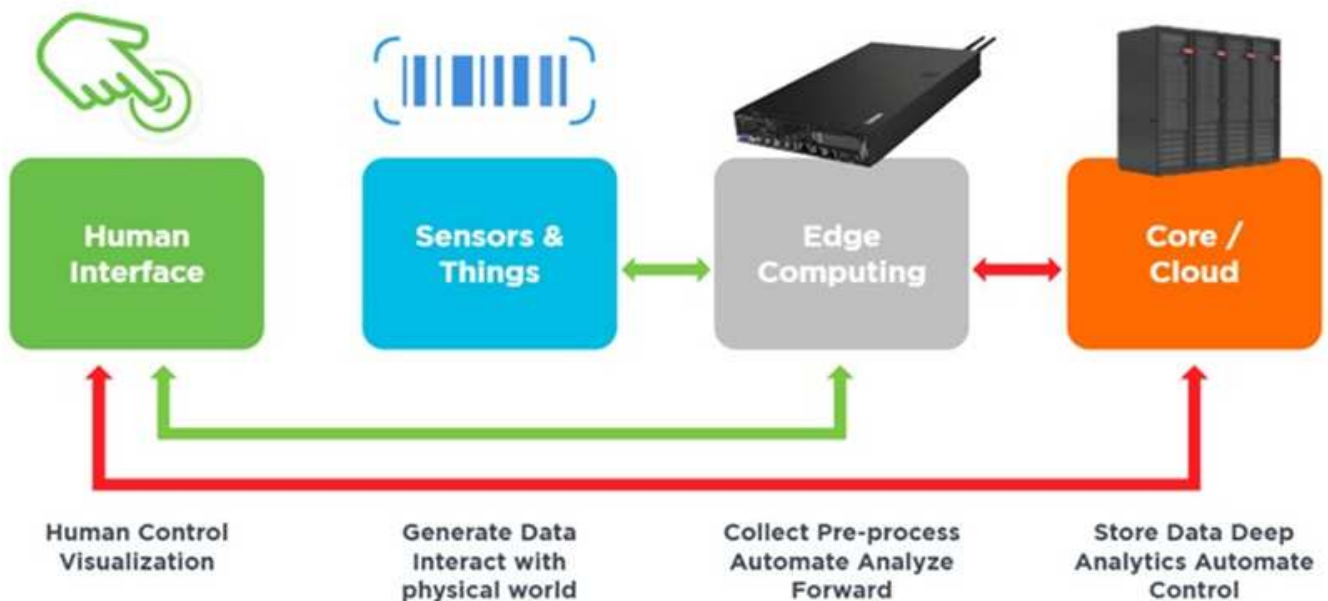 Human
Interface
Sensors &
Things
Edge
Computing
Core /
Cloud
Human Control
Visualization
Generate Data
Interact with
physical world
Collect Pre-process
Automate Analyze
Forward
Store Data Deep
Analytics Automate
Control